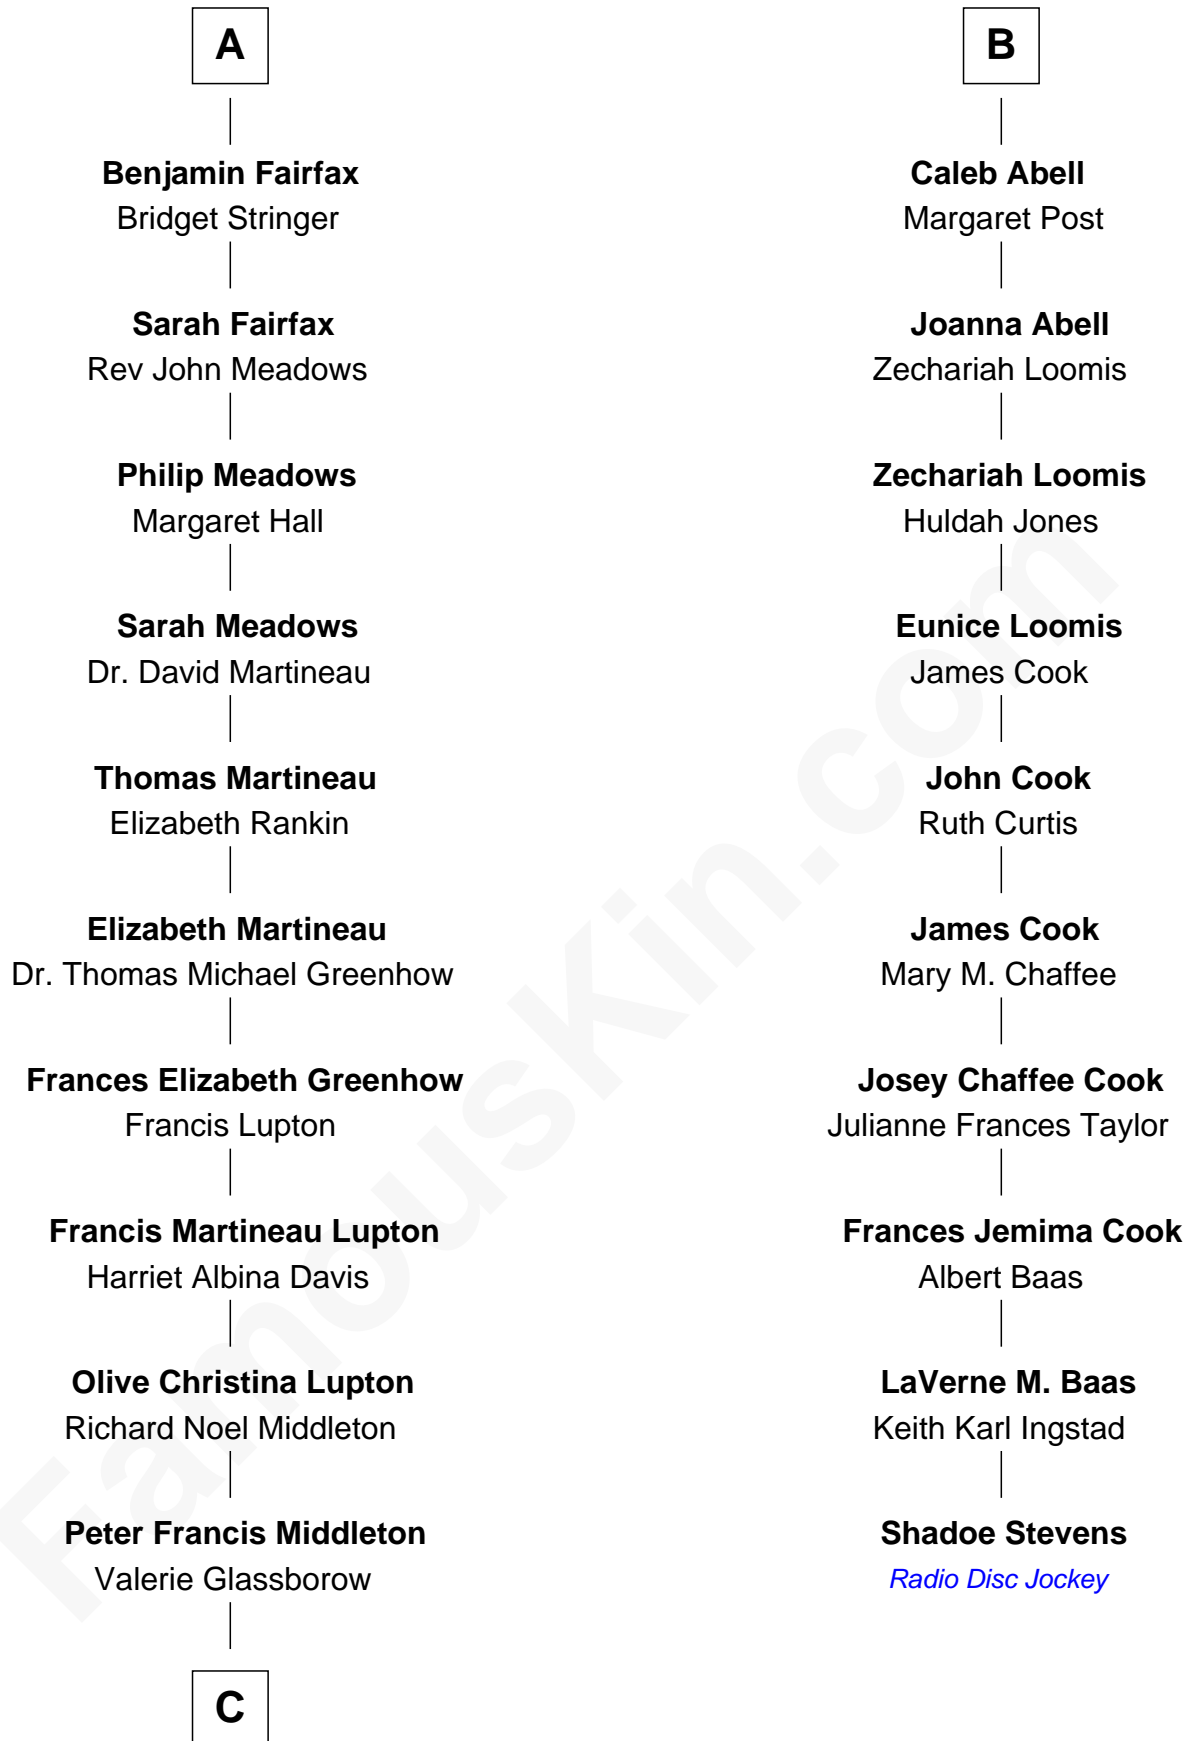 A
Benjamin Fairfax
Bridget Stringer
Sarah Fairfax
Rev John Meadows
Philip Meadows
Margaret Hall
Sarah Meadows
Dr. David Martineau
Thomas Martineau
Elizabeth Rankin
Elizabeth Martineau
Dr. Thomas Michael Greenhow
Frances Elizabeth Greenhow
Francis Lupton
Francis Martineau Lupton
Harriet Albina Davis
Olive Christina Lupton
Richard Noel Middleton
Peter Francis Middleton
Valerie Glassborow
C
B
Caleb Abell
Margaret Post
Joanna Abell
Zechariah Loomis
Zechariah Loomis
Huldah Jones
Eunice Loomis
James Cook
John Cook
Ruth Curtis
James Cook
Mary M. Chaffee
Josey Chaffee Cook
Julianne Frances Taylor
Frances Jemima Cook
Albert Baas
LaVerne M. Baas
Keith Karl Ingstad
Shadoe Stevens
Radio Disc Jockey
FamousKin.com